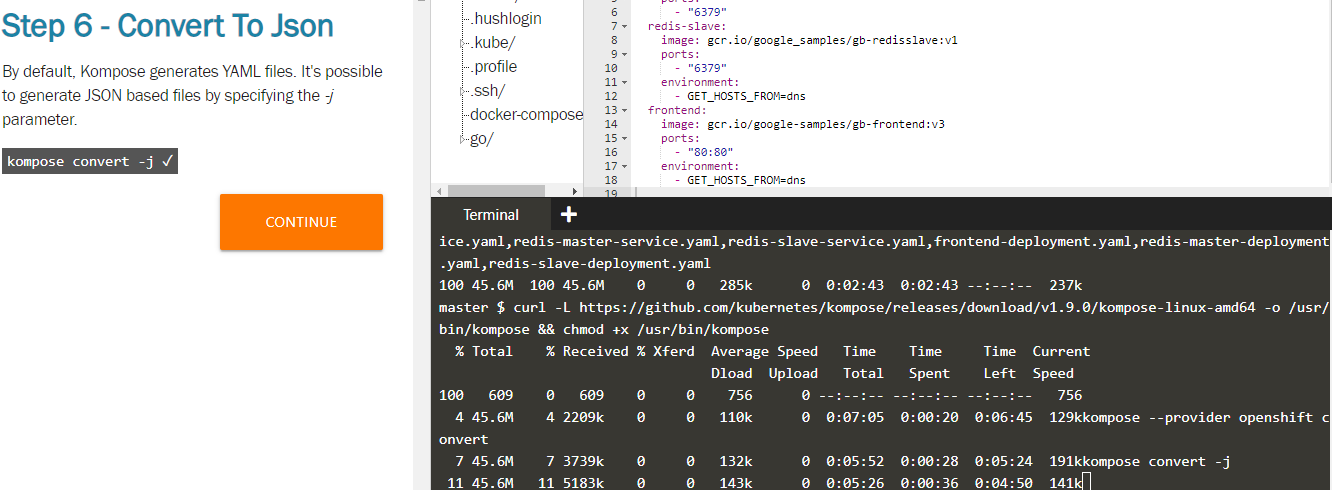 Step 6 - Convert To Json
By default, Kompose generates YAML files. It's possible
to generate JSON based files by specifying the -j
parameter.
kompose convert -j ✓
CONTINUE
.hushlogin
.kube/
.profile
.ssh/
docker-compose
go/
6 - "6379"
7 redis-slave:
8 image: gcr.io/google_samples/gb-redisslave:v1
9 ports:
10 - "6379"
11 environment:
12 - GET_HOSTS_FROM=dns
13 frontend:
14 image: gcr.io/google-samples/gb-frontend:v3
15 ports:
16 - "80:80"
17 environment:
18 - GET_HOSTS_FROM=dns
19
Terminal +
ice.yaml,redis-master-service.yaml,redis-slave-service.yaml,frontend-deployment.yaml,redis-master-deployment
.yaml,redis-slave-deployment.yaml
100 45.6M 100 45.6M 0 0 285k 0 0:02:43 0:02:43 --:--:-- 237k
master $ curl -L https://github.com/kubernetes/kompose/releases/download/v1.9.0/kompose-linux-amd64 -o /usr/
bin/kompose && chmod +x /usr/bin/kompose
% Total % Received % Xferd Average Speed Time Time Time Current
Dload Upload Total Spent Left Speed
100 609 0 609 0 0 756 0 --:--:-- --:--:-- --:--:-- 756
4 45.6M 4 2209k 0 0 110k 0 0:07:05 0:00:20 0:06:45 129kkompose --provider openshift c
onvert
7 45.6M 7 3739k 0 0 132k 0 0:05:52 0:00:28 0:05:24 191kkompose convert -j
11 45.6M 11 5183k 0 0 143k 0 0:05:26 0:00:36 0:04:50 141k